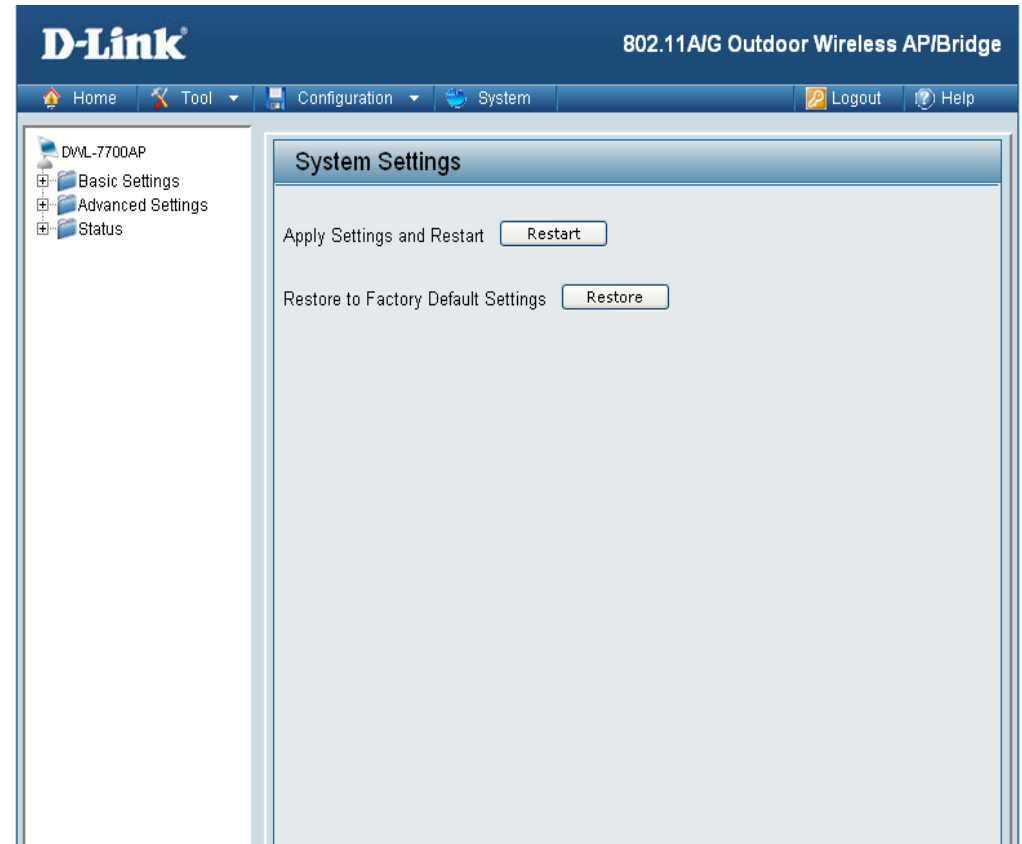 D-Link
802.11A/G Outdoor Wireless AP/Bridge
Home Tool Configuration System Logout Help
DWL-7700AP
Basic Settings
Advanced Settings
Status
System Settings
Apply Settings and Restart Restart
Restore to Factory Default Settings Restore